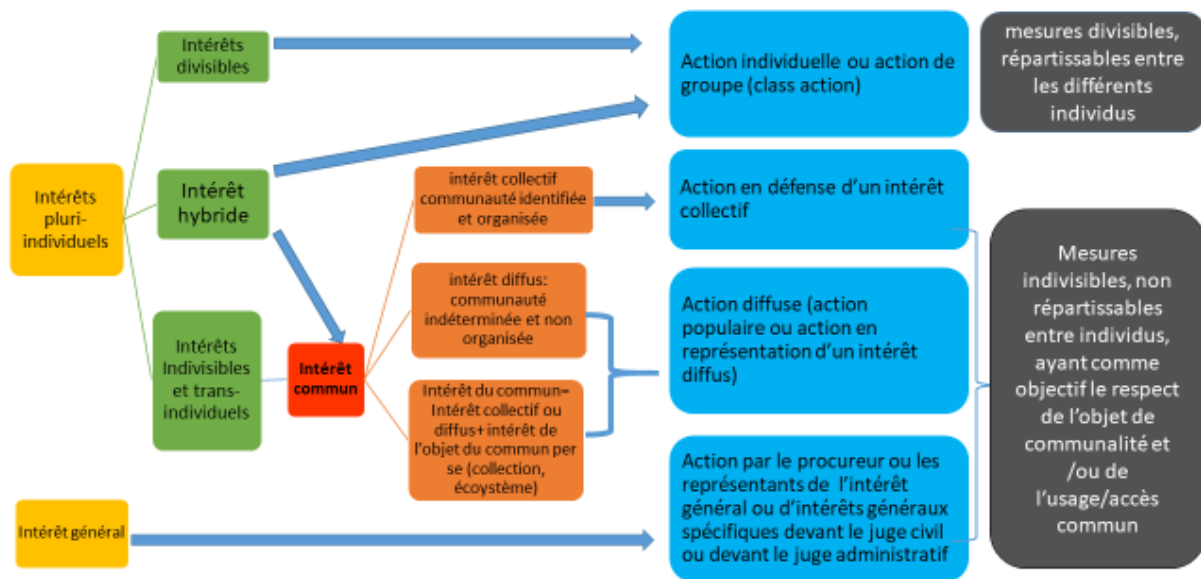 Intérêts
divisibles
Action individuelle ou action de
groupe (class action)
mesures divisibles,
répartissables entre
les différents
individus
Intérêts
pluri-
individuels
Intérêt
hybride
intérêt collectif
communauté identifiée
et organisée
Action en défense d'un intérêt
collectif
intérêt diffus:
communauté
indéterminée et non
organisée
Action diffuse (action
populaire ou action en
représentation d'un intérêt
diffus)
Mesures
indivisibles, non
répartissables
entre individus,
ayant comme
objectif le respect
de l'objet de
communalité et
/ou de
l'usage/accès
commun
Intérêts
Indivisibles
et trans-
individuels
Intérêt
commun
Intérêt du commun=
Intérêt collectif ou
diffus+ intérêt de
l'objet du commun per
se (collection,
écoystème)
Action par le procureur ou les
représentants de l'intérêt
général ou d'intérêts généraux
spécifiques devant le juge civil
ou devant le juge administratif
Intérêt général